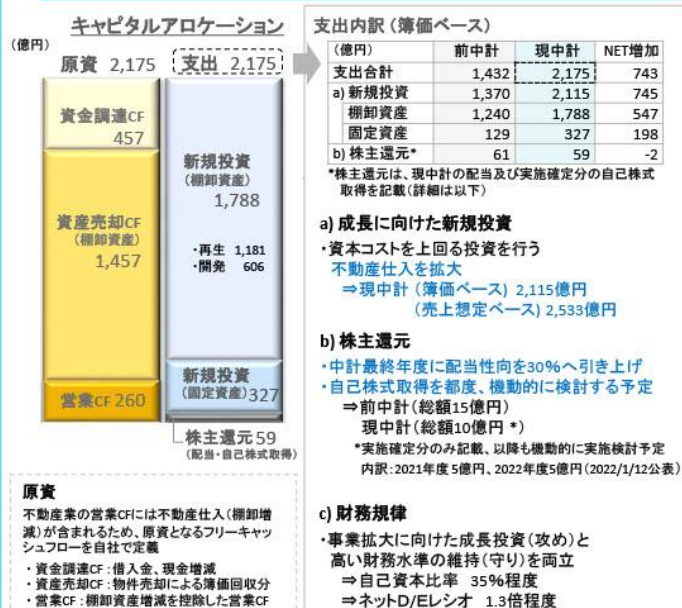 キャピタルアロケーション
(億円)
原資 2,175
支出 2,175
資金調達CF
457
資産売却CF
(棚卸資産)
1,457
営業CF 260
新規投資
(棚卸資産)
1,788
・再生 1,181
・開発 606
新規投資
(固定資産)327
株主還元 59
(配当・自己株式取得)
原資
不動産業の営業CFには不動産仕入(棚卸増
減)が含まれるため、原資となるフリーキャッ
シュフローを自社で定義
・資金調達CF:借入金、現金増減
・資産売却CF:物件売却による簿価回収分
・営業CF:棚卸資産増減を控除した営業CF
支出内訳(簿価ベース)
(億円) 前中計 現中計 NET増加
支出合計 1,432 2,175 743
a) 新規投資 1,370 2,115 745
棚卸資産 1,240 1,788 547
固定資産 129 327 198
b) 株主還元* 61 59 -2
*株主還元は、現中計の配当及び実施確定分の自己株式
取得を記載(詳細は以下)
a) 成長に向けた新規投資
・資本コストを上回る投資を行う
不動産仕入を拡大
⇒現中計 (簿価ベース) 2,115億円
(売上想定ベース) 2,533億円
b) 株主還元
・中計最終年度に配当性向を30%へ引き上げ
・自己株式取得を都度、機動的に検討する予定
⇒前中計(総額15億円)
現中計(総額10億円 *)
*実施確定分のみ記載、以降も機動的に実施検討予定
内訳:2021年度 5億円、2022年度5億円(2022/1/12公表)
c) 財務規律
・事業拡大に向けた成長投資(攻め)と
高い財務水準の維持(守り)を両立
⇒自己資本比率 35%程度
⇒ネットD/Eレシオ 1.3倍程度